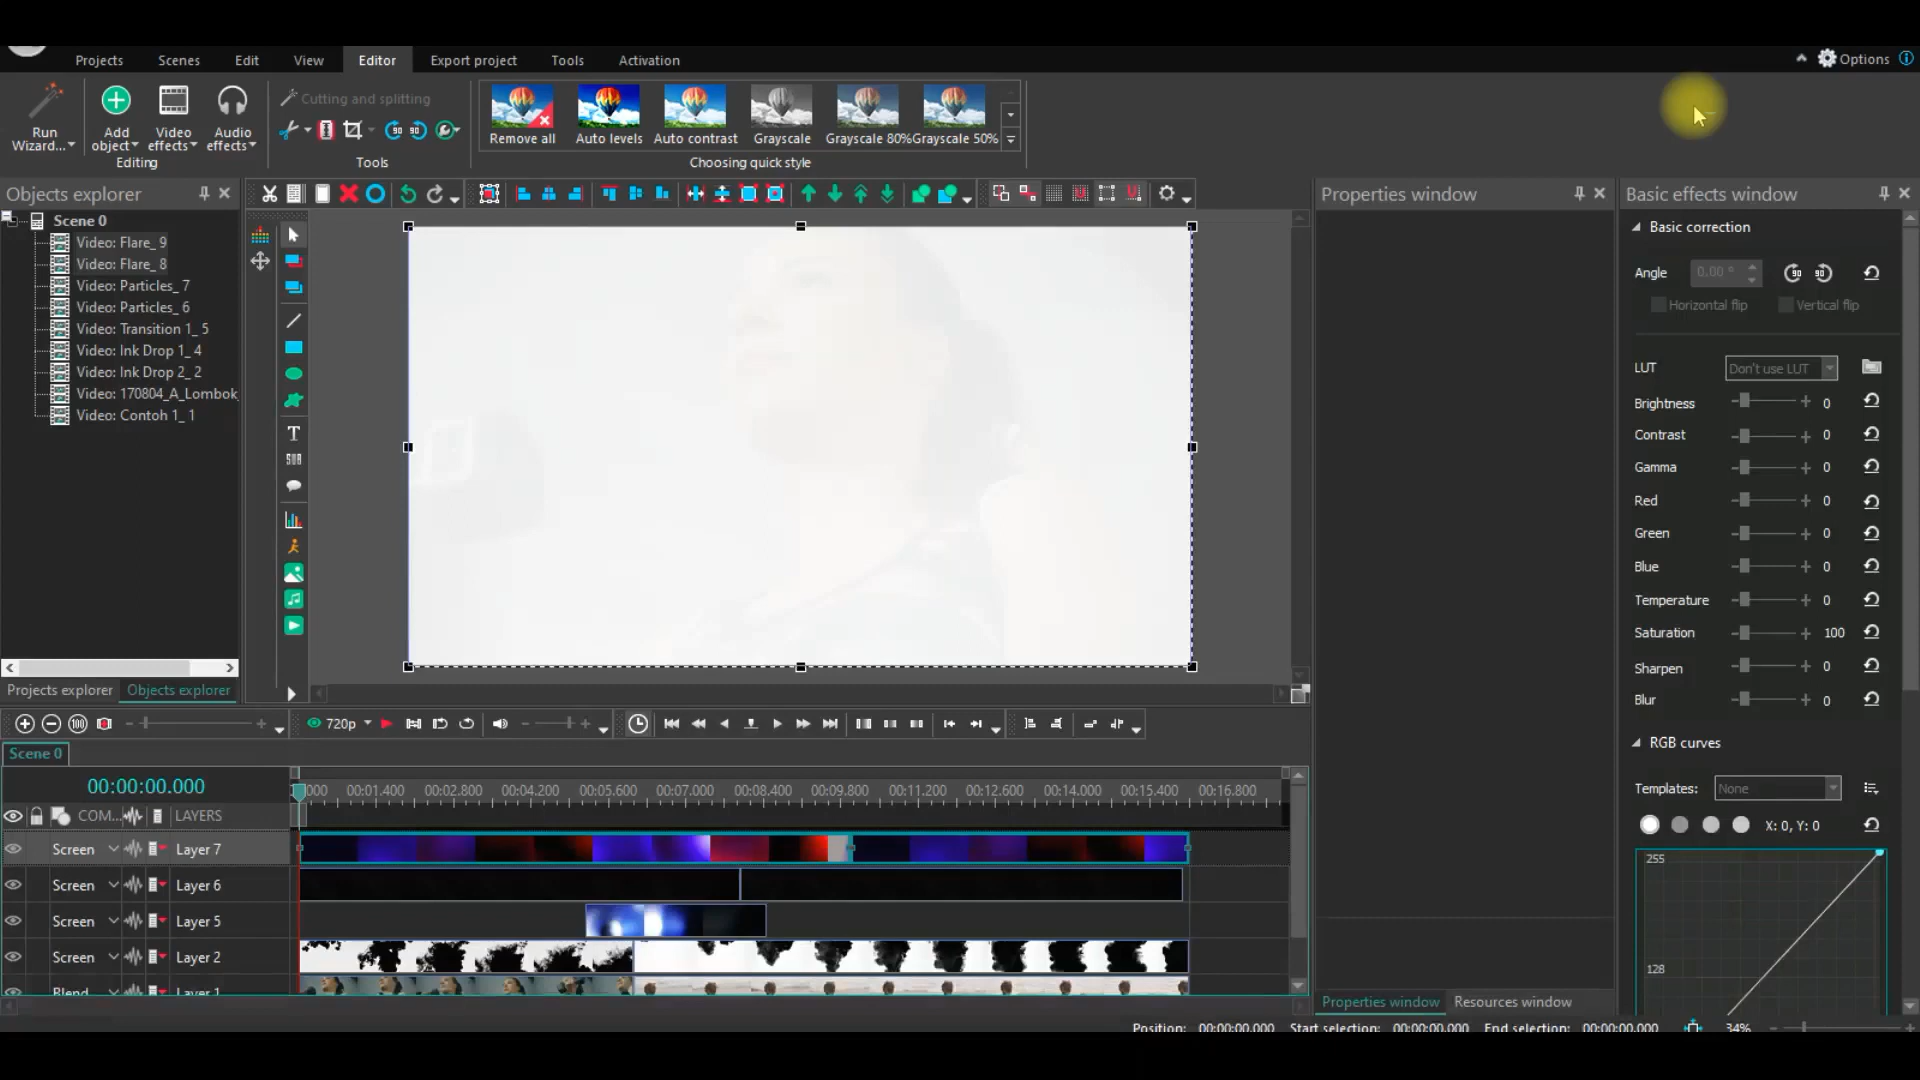 Projects
Scenes
Edit
View
Editor
Export project
Tools
Activation
Options
Run
Wizard...
Add
object
Video
effects
Audio
effects
Editing
Cutting and splitting
Tools
Remove all
Auto levels
Auto contrast
Grayscale
Grayscale 80%
Grayscale 50%
Choosing quick style
Objects explorer
Scene 0
Video: Flare_ 9
Video: Flare_ 8
Video: Particles_ 7
Video: Particles_ 6
Video: Transition 1_ 5
Video: Ink Drop 1_ 4
Video: Ink Drop 2_ 2
Video: 170804_A_Lombok_
Video: Contoh 1_ 1
Projects explorer
Objects explorer
T
SUB
Properties window
Basic effects window
Basic correction
Angle
0.00 °
90
90
Horizontal flip
Vertical flip
LUT
Don't use LUT
Brightness
0
Contrast
0
Gamma
0
Red
0
Green
0
Blue
0
Temperature
0
Saturation
100
Sharpen
0
Blur
0
RGB curves
Templates:
None
X: 0, Y: 0
255
128
100
720p
Scene 0
00:00:00.000
000
00:01.400
00:02.800
00:04.200
00:05.600
00:07.000
00:08.400
00:09.800
00:11.200
00:12.600
00:14.000
00:15.400
00:16.800
COM...
LAYERS
Screen
Layer 7
Screen
Layer 6
Screen
Layer 5
Screen
Layer 2
Blend
Layer 1
Properties window
Resources window
Position:
00:00:00.000
Start selection:
00:00:00.000
End selection:
00:00:00.000
34%